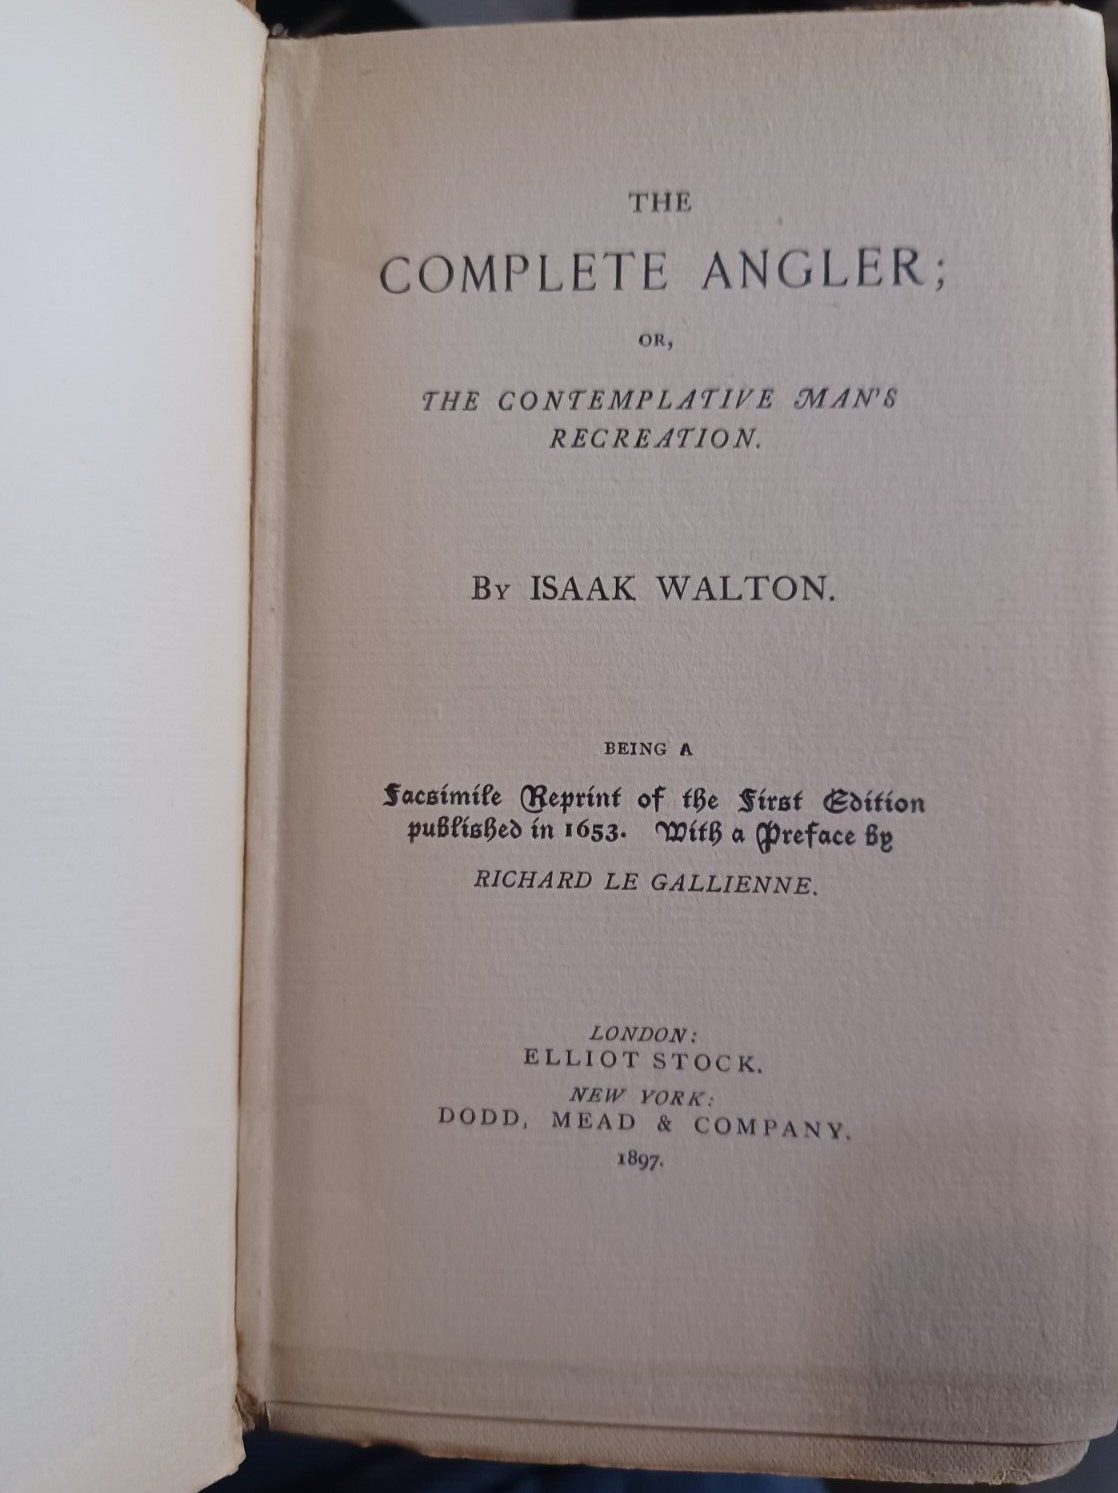 THE
COMPLETE ANGLER;
OR,
THE CONTEMPLATIVE MAN'S
RECREATION.
BY ISAAK WALTON.
BEING A
Facsimile Reprint of the First Edition
published in 1653. With a Preface by
RICHARD LE GALLIENNE.
LONDON:
ELLIOT STOCK.
NEW YORK:
DODD, MEAD & COMPANY.
1897.